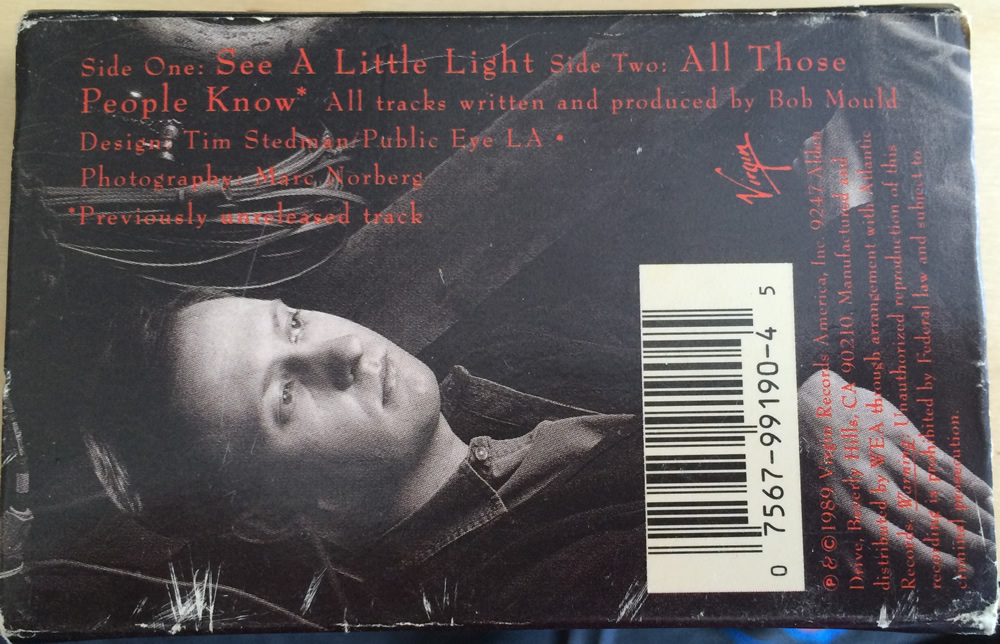 Side One: See A Little Light Side Two: All Those
People Know* All tracks written and produced by Bob Mould
Design: Tim Stedman/Public Eye LA •
Photography: Marc Norberg
*Previously unreleased track
Virgin
℗ & © 1989 Virgin Records America, Inc. 9247 Alden
Drive, Beverly Hills, CA 90210. Manufactured and
distributed by WEA through arrangement with Atlantic
Records. Warning: Unauthorized reproduction of this
recording is prohibited by Federal law and subject to
criminal prosecution.
0 7567-99190-4 5